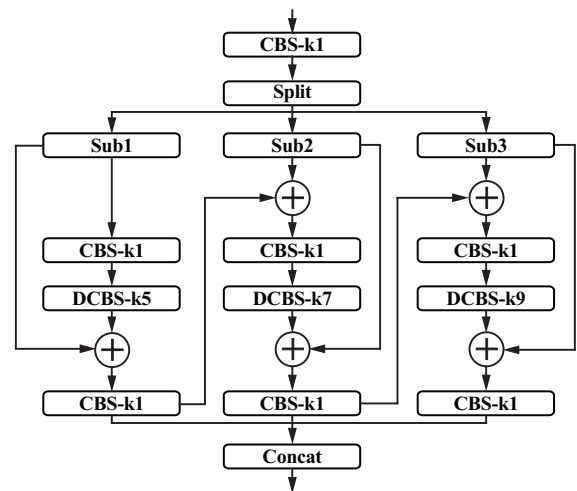 CBS-k1
Split
Sub1 Sub2 Sub3
CBS-k1 CBS-k1 CBS-k1
DCBS-k5 DCBS-k7 DCBS-k9
CBS-k1 CBS-k1 CBS-k1
Concat